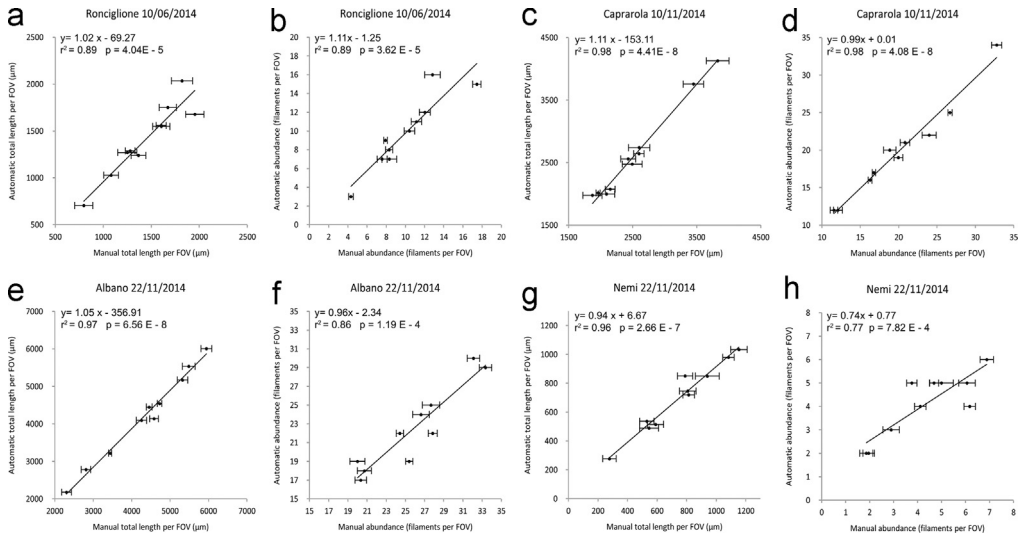 a
Ronciglione 10/06/2014
y= 1.02 x - 69.27
r² = 0.89 p = 4.04E - 5
Automatic total length per FOV (µm)
2500
2000
1500
1000
500
500 1000 1500 2000 2500
Manual total length per FOV (µm)
b
Ronciglione 10/06/2014
y= 1.11x - 1.25
r² = 0.89 p = 3.62 E - 5
Automatic abundance (filaments per FOV)
20
18
16
14
12
10
8
6
4
2
0
0 2 4 6 8 10 12 14 16 18 20
Manual abundance (filaments per FOV)
c
Caprarola 10/11/2014
y= 1.11 x - 153.11
r² = 0.98 p = 4.41E - 8
Automatic total length per FOV (µm)
4500
3500
2500
1500
1500 2500 3500 4500
Manual total length per FOV (µm)
d
Caprarola 10/11/2014
y= 0.99x + 0.01
r² = 0.98 p = 4.08 E - 8
Automatic abundance (filaments per FOV)
35
30
25
20
15
10
10 15 20 25 30 35
Manual abundance (filaments per FOV)
e
Albano 22/11/2014
y= 1.05 x - 356.91
r² = 0.97 p = 6.56 E - 8
Automatic total length per FOV (µm)
7000
6000
5000
4000
3000
2000
2000 3000 4000 5000 6000 7000
Manual total length per FOV (µm)
f
Albano 22/11/2014
y= 0.96x - 2.34
r² = 0.86 p = 1.19 E - 4
Automatic abundance (filaments per FOV)
35
33
31
29
27
25
23
21
19
17
15
15 17 19 21 23 25 27 29 31 33 35
Manual abundance (filaments per FOV)
g
Nemi 22/11/2014
y= 0.94 x + 6.67
r² = 0.96 p = 2.66 E - 7
Automatic total length per FOV (µm)
1200
1000
800
600
400
200
0
0 200 400 600 800 1000 1200
Manual total length per FOV (µm)
h
Nemi 22/11/2014
y= 0.74x + 0.77
r² = 0.77 p = 7.82 E - 4
Automatic abundance (filaments per FOV)
8
7
6
5
4
3
2
1
0
0 1 2 3 4 5 6 7 8
Manual abundance (filaments per FOV)